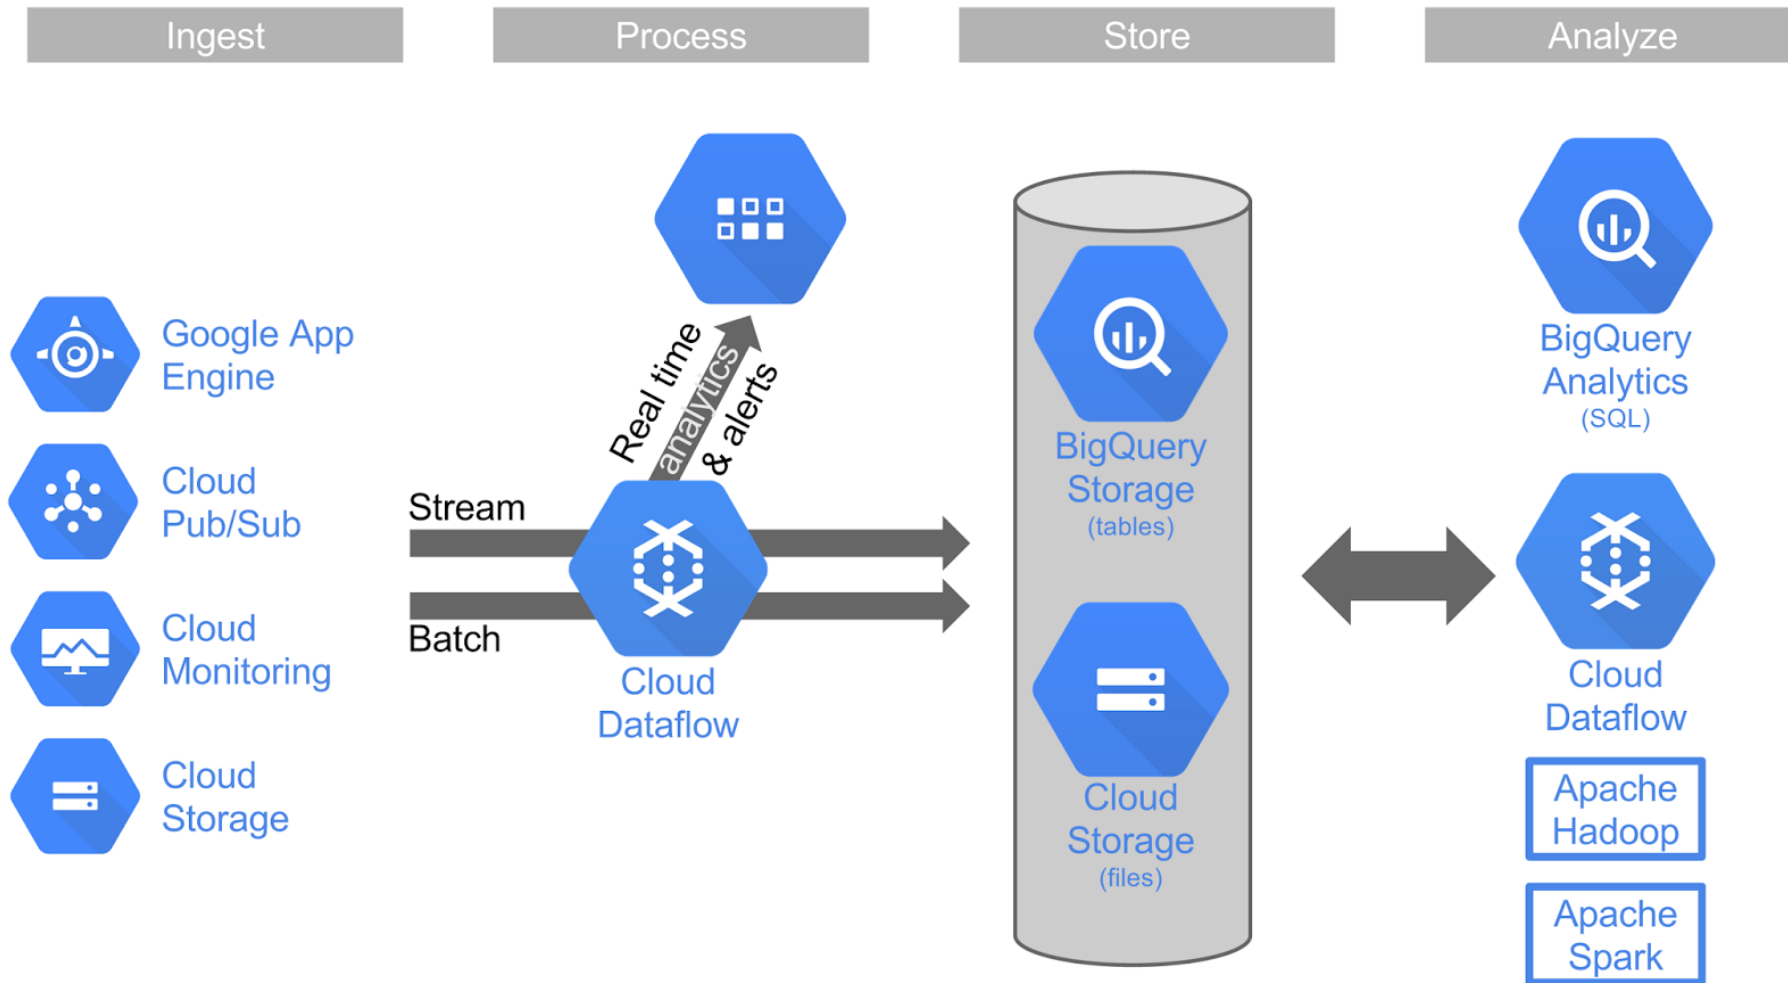 Ingest
Process
Store
Analyze
Google App
Engine
Cloud
Pub/Sub
Cloud
Monitoring
Cloud
Storage
Real time
analytics
& alerts
Stream
Batch
Cloud
Dataflow
BigQuery
Storage
(tables)
Cloud
Storage
(files)
BigQuery
Analytics
(SQL)
Cloud
Dataflow
Apache
Hadoop
Apache
Spark